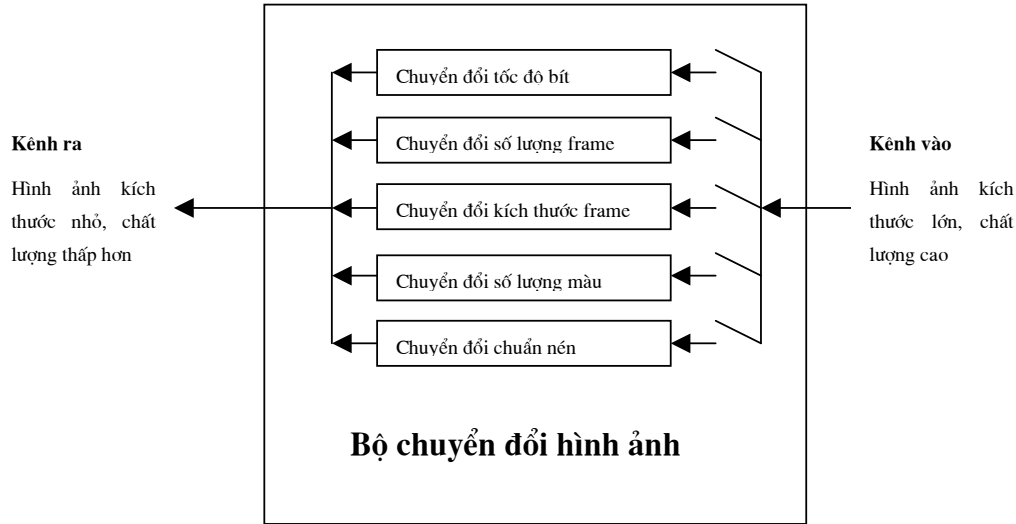 Chuyển đổi tốc độ bít
Chuyển đổi số lượng frame
Chuyển đổi kích thước frame
Chuyển đổi số lượng màu
Chuyển đổi chuẩn nén
Kênh ra
Hình ảnh kích
thước nhỏ, chất
lượng thấp hơn
Kênh vào
Hình ảnh kích
thước lớn, chất
lượng cao
Bộ chuyển đổi hình ảnh